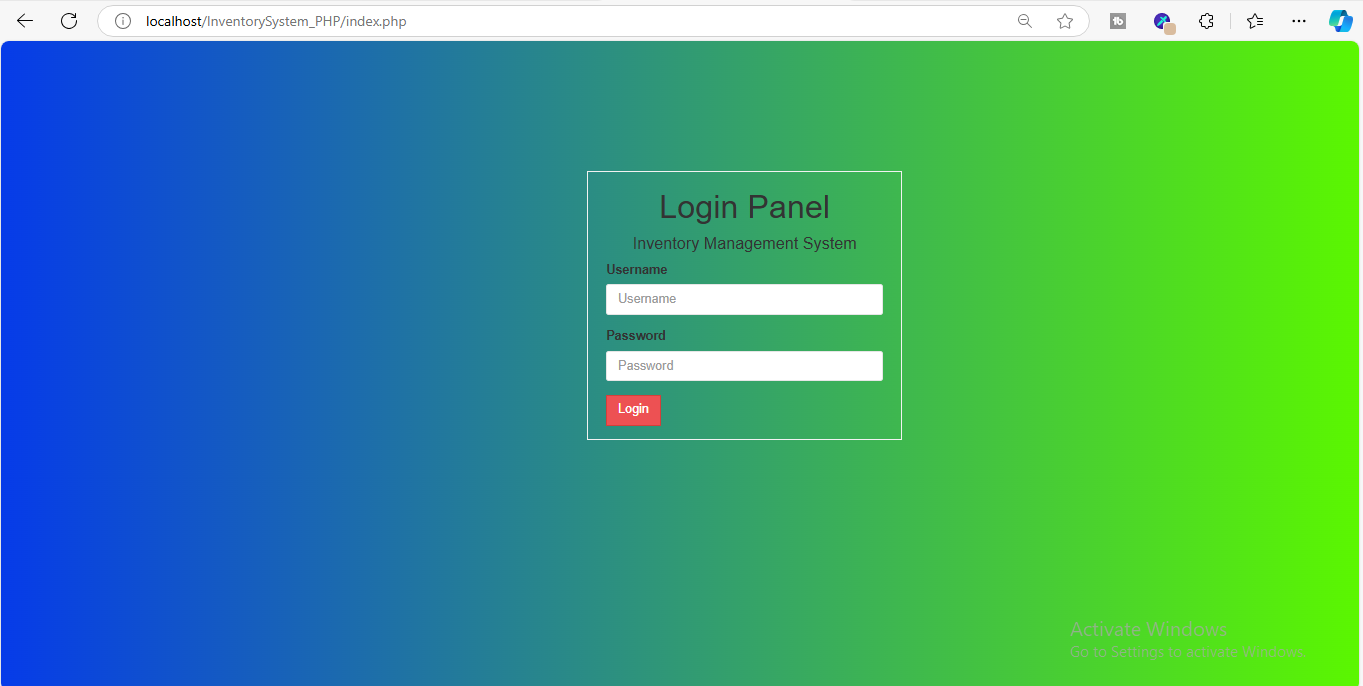 localhost/InventorySystem_PHP/index.php
Login Panel
Inventory Management System
Username
Username
Password
Password
Login
Activate Windows
Go to Settings to activate Windows.